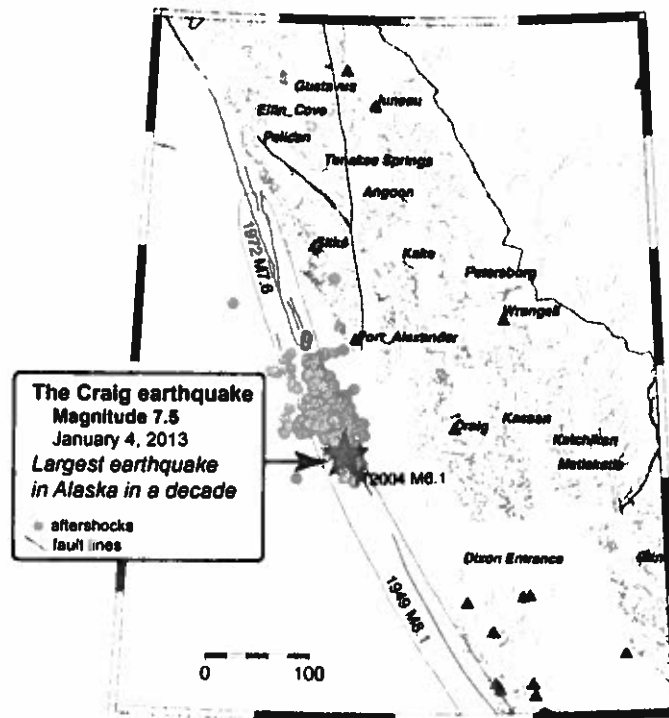 Gustavus
Juneau
Elfin_Cove
Pelican
Tenakee Springs
Angoon
Sitka
Kake
1972 M7.6
Petersburg
Wrangell
Port_Alexander
The Craig earthquake
Magnitude 7.5
January 4, 2013
Largest earthquake
in Alaska in a decade
aftershocks
fault lines
Craig
Kasaan
Ketchikan
Metlakatla
2004 M6.1
Dixon Entrance
1949 M8.1
0 100